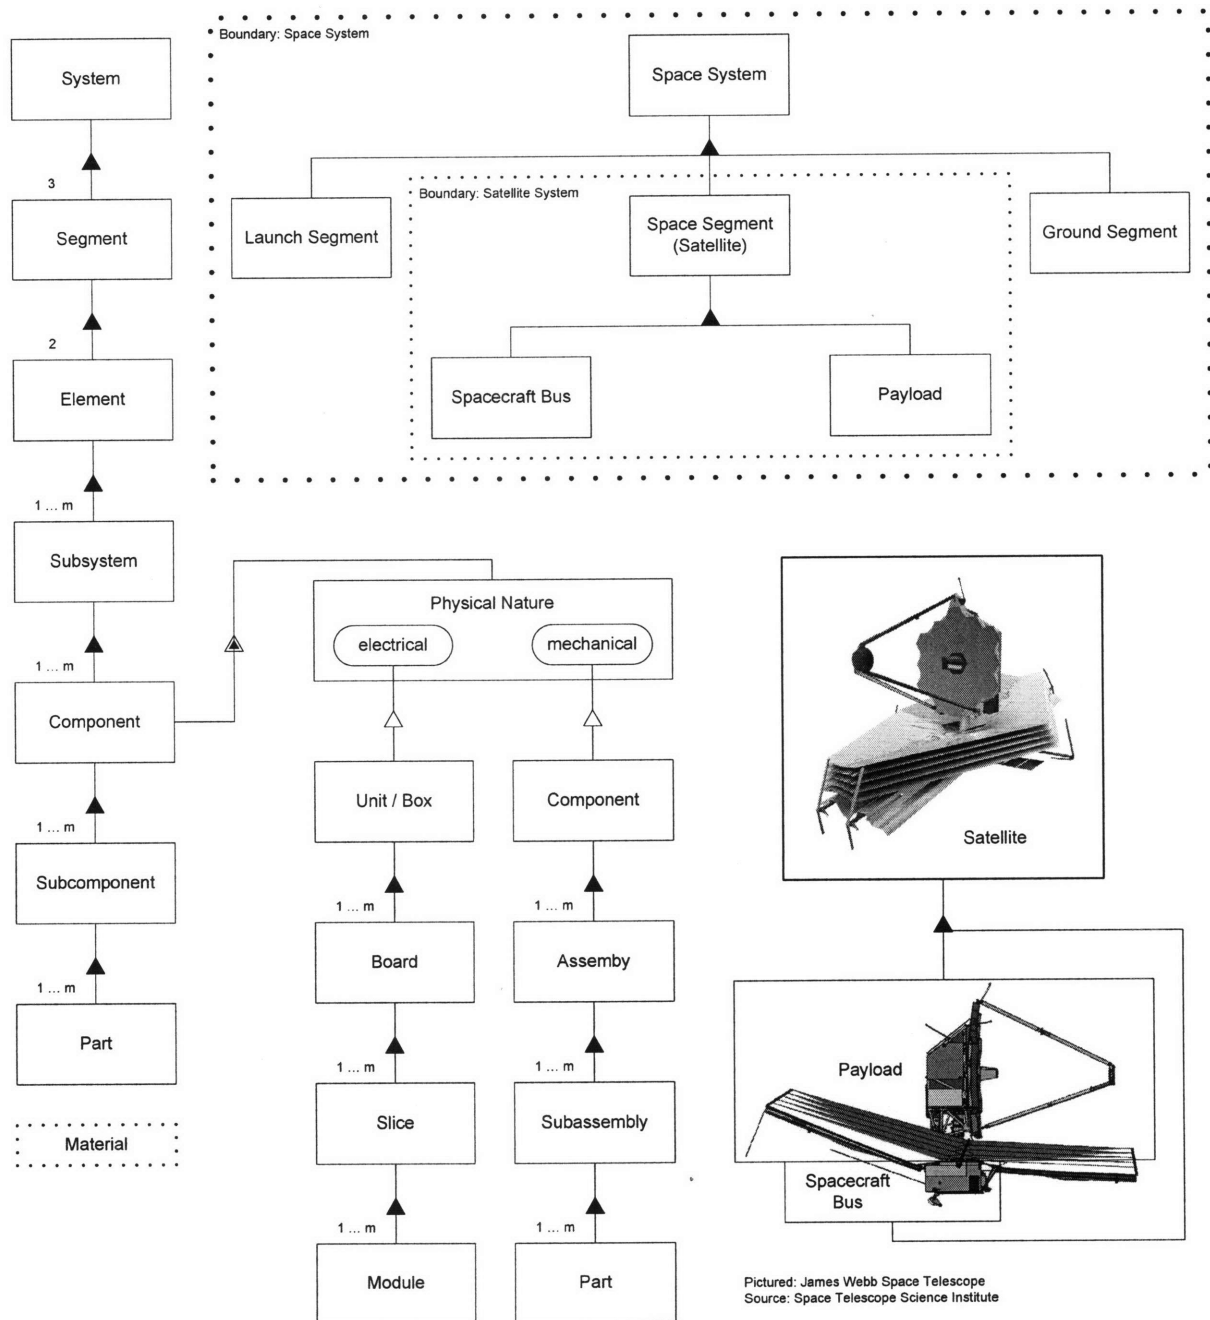 System
3
Segment
2
Element
1 ... m
Subsystem
1 ... m
Component
1 ... m
Subcomponent
1 ... m
Part
Material
Boundary: Space System
Space System
Launch Segment
Boundary: Satellite System
Space Segment
(Satellite)
Ground Segment
Spacecraft Bus
Payload
Physical Nature
electrical
mechanical
Unit / Box
1 ... m
Board
1 ... m
Slice
1 ... m
Module
Component
1 ... m
Assemby
1 ... m
Subassembly
1 ... m
Part
Satellite
Payload
Spacecraft
Bus
Pictured: James Webb Space Telescope
Source: Space Telescope Science Institute